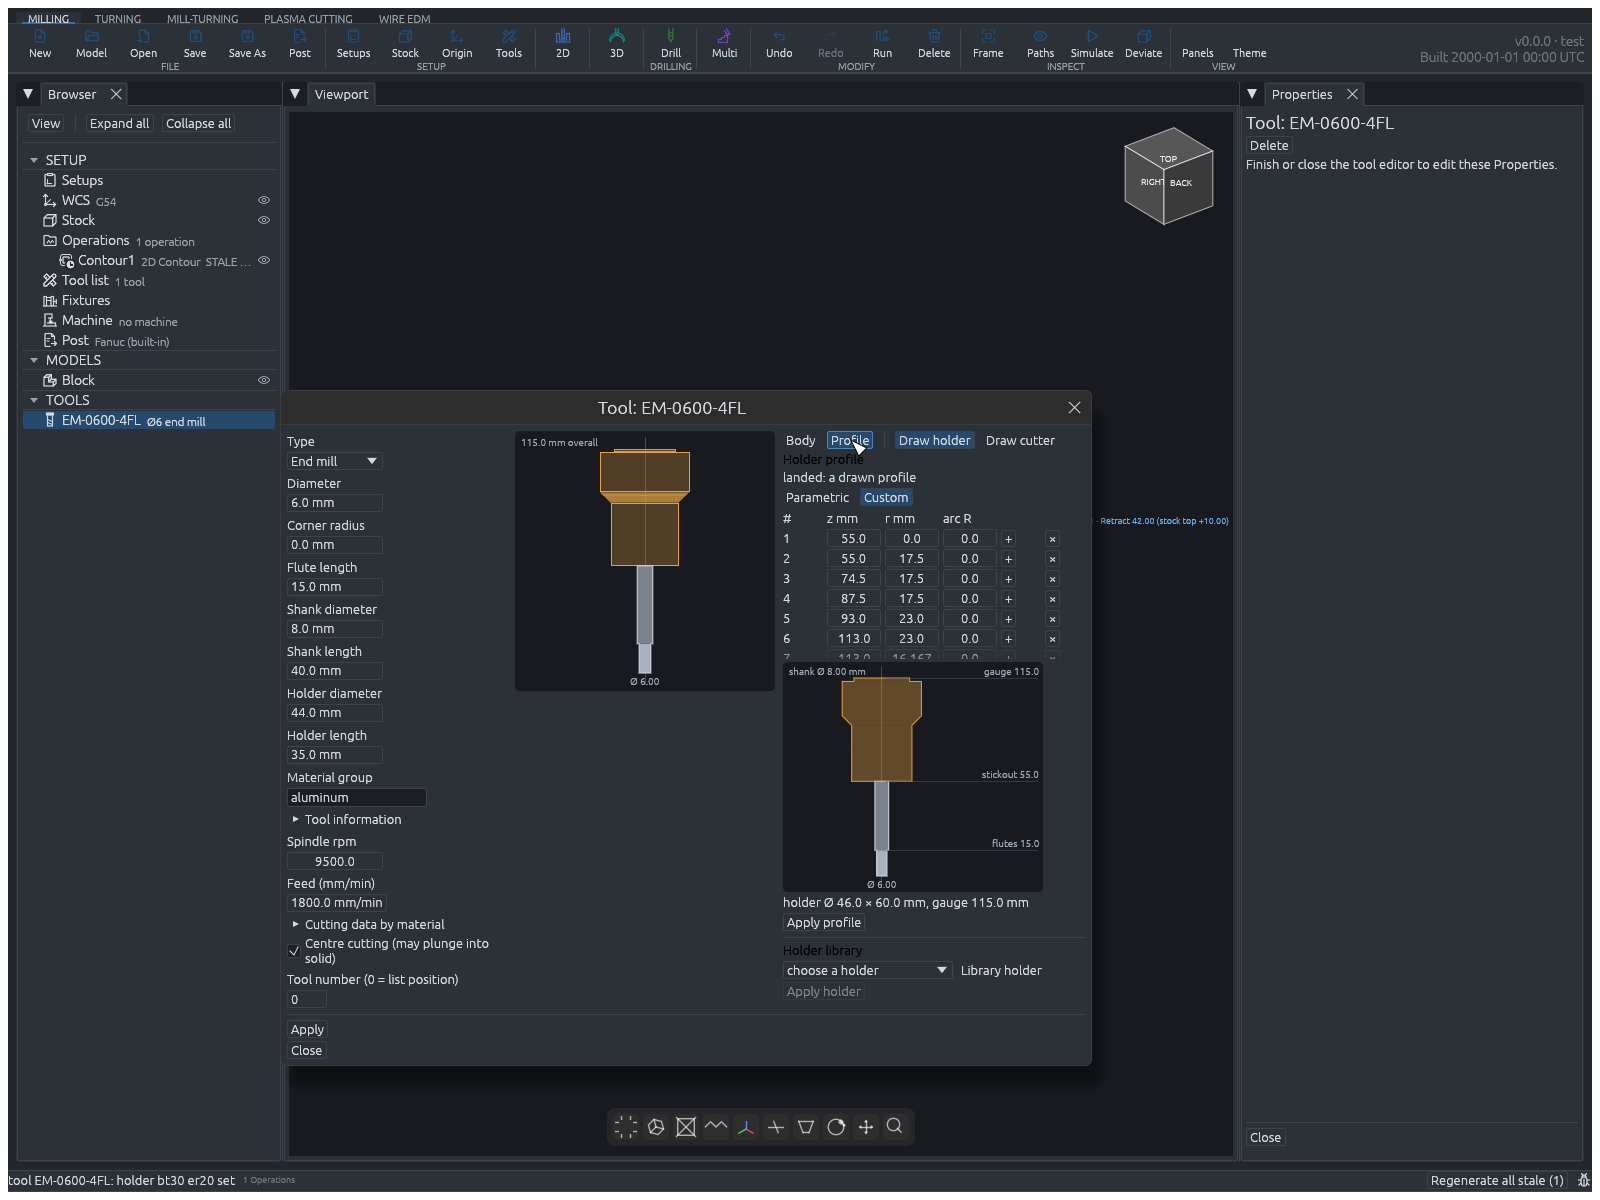 MILLING TURNING MILL-TURNING PLASMA CUTTING WIRE EDM
New Model Open Save Save As Post Setups Stock Origin Tools 2D 3D Drill Multi Undo Redo Run Delete Frame Paths Simulate Deviate Panels Theme
FILE SETUP DRILLING MODIFY INSPECT VIEW
v0.0.0 · test
Built 2000-01-01 00:00 UTC
Browser
View Expand all Collapse all
SETUP
Setups
WCS G54
Stock
Operations 1 operation
Contour1 2D Contour STALE ...
Tool list 1 tool
Fixtures
Machine no machine
Post Fanuc (built-in)
MODELS
Block
TOOLS
EM-0600-4FL Ø6 end mill
Viewport
TOP
RIGHT BACK
- Retract 42.00 (stock top +10.00)
Tool: EM-0600-4FL
Type
End mill
Diameter
6.0 mm
Corner radius
0.0 mm
Flute length
15.0 mm
Shank diameter
8.0 mm
Shank length
40.0 mm
Holder diameter
44.0 mm
Holder length
35.0 mm
Material group
aluminum
Tool information
Spindle rpm
9500.0
Feed (mm/min)
1800.0 mm/min
Cutting data by material
Centre cutting (may plunge into
solid)
Tool number (0 = list position)
0
Apply
Close
115.0 mm overall
Ø 6.00
Body Profile Draw holder Draw cutter
Holder profile
landed: a drawn profile
Parametric Custom
# z mm r mm arc R
1 55.0 0.0 0.0 + ×
2 55.0 17.5 0.0 + ×
3 74.5 17.5 0.0 + ×
4 87.5 17.5 0.0 + ×
5 93.0 23.0 0.0 + ×
6 113.0 23.0 0.0 + ×
7 113.0 16.167 0.0 + ×
shank Ø 8.00 mm gauge 115.0
stickout 55.0
flutes 15.0
Ø 6.00
holder Ø 46.0 × 60.0 mm, gauge 115.0 mm
Apply profile
Holder library
choose a holder Library holder
Apply holder
Properties
Tool: EM-0600-4FL
Delete
Finish or close the tool editor to edit these Properties.
Close
tool EM-0600-4FL: holder bt30 er20 set 1 Operations
Regenerate all stale (1)